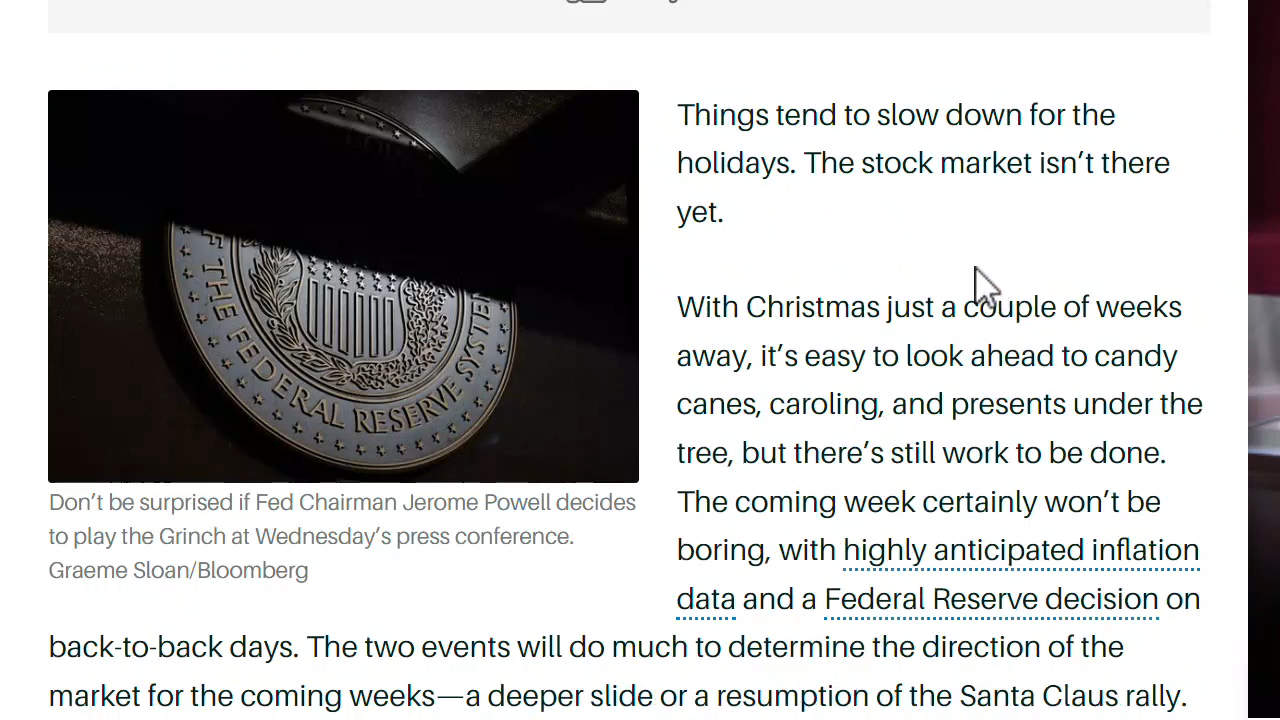 F THE FEDERAL RESERVE SYSTEM
Don’t be surprised if Fed Chairman Jerome Powell decides
to play the Grinch at Wednesday’s press conference.
Graeme Sloan/Bloomberg
Things tend to slow down for the
holidays. The stock market isn’t there
yet.
With Christmas just a couple of weeks
away, it’s easy to look ahead to candy
canes, caroling, and presents under the
tree, but there’s still work to be done.
The coming week certainly won’t be
boring, with highly anticipated inflation
data and a Federal Reserve decision on
back-to-back days. The two events will do much to determine the direction of the
market for the coming weeks—a deeper slide or a resumption of the Santa Claus rally.